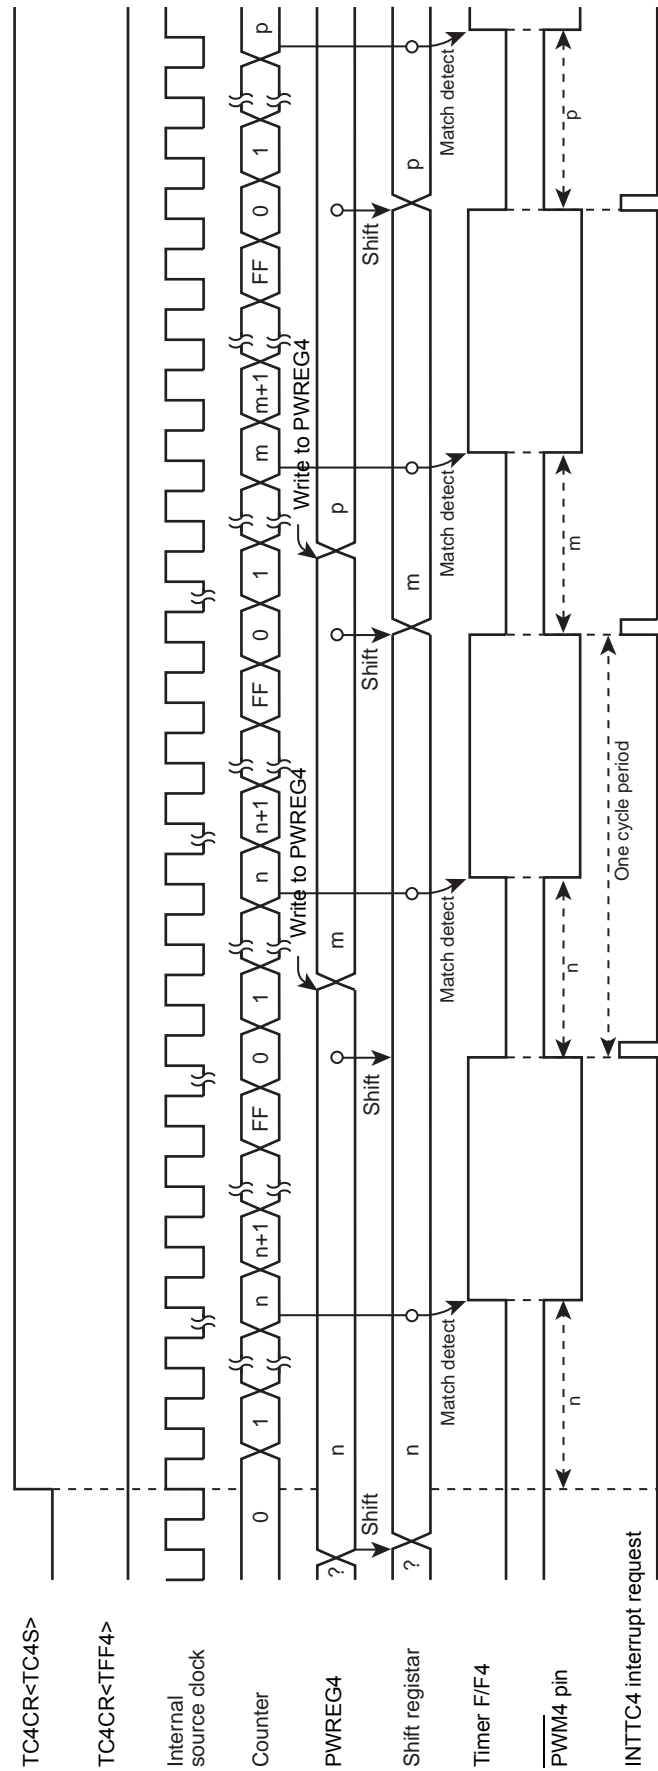 TC4CR<TC4S>
TC4CR<TFF4>
Internal
source clock
Counter 0 1 n n+1 FF 0 1 n n+1 FF 0 1 m m+1 FF 0 1 p
Write to PWREG4 Write to PWREG4
PWREG4 ? n m p
Shift Shift Shift Shift
Shift registar ? n m p
Match detect Match detect Match detect Match detect
Timer F/F4
PWM4 pin
n n m p
One cycle period
INTTC4 interrupt request